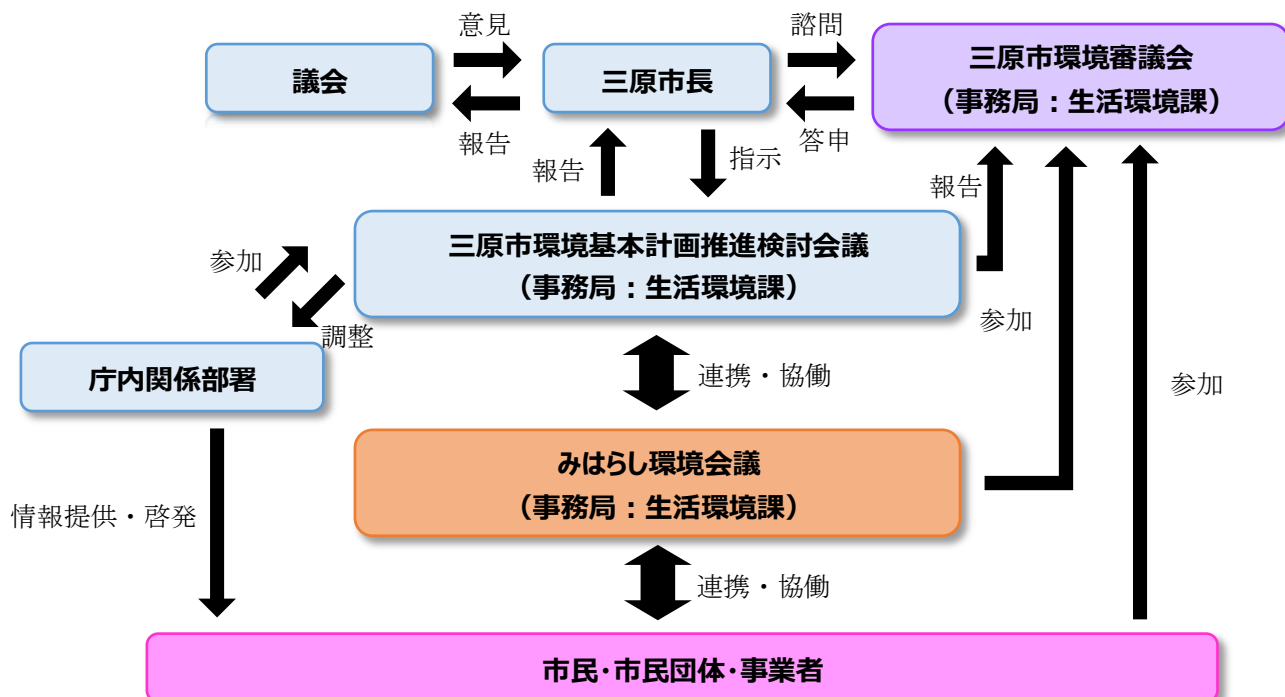 意見
諮問
議会
三原市長
三原市環境審議会
（事務局：生活環境課）
報告
答申
報告
指示
報告
三原市環境基本計画推進検討会議
（事務局：生活環境課）
参加
調整
参加
庁内関係部署
連携・協働
参加
みはらし環境会議
（事務局：生活環境課）
情報提供・啓発
連携・協働
市民・市民団体・事業者